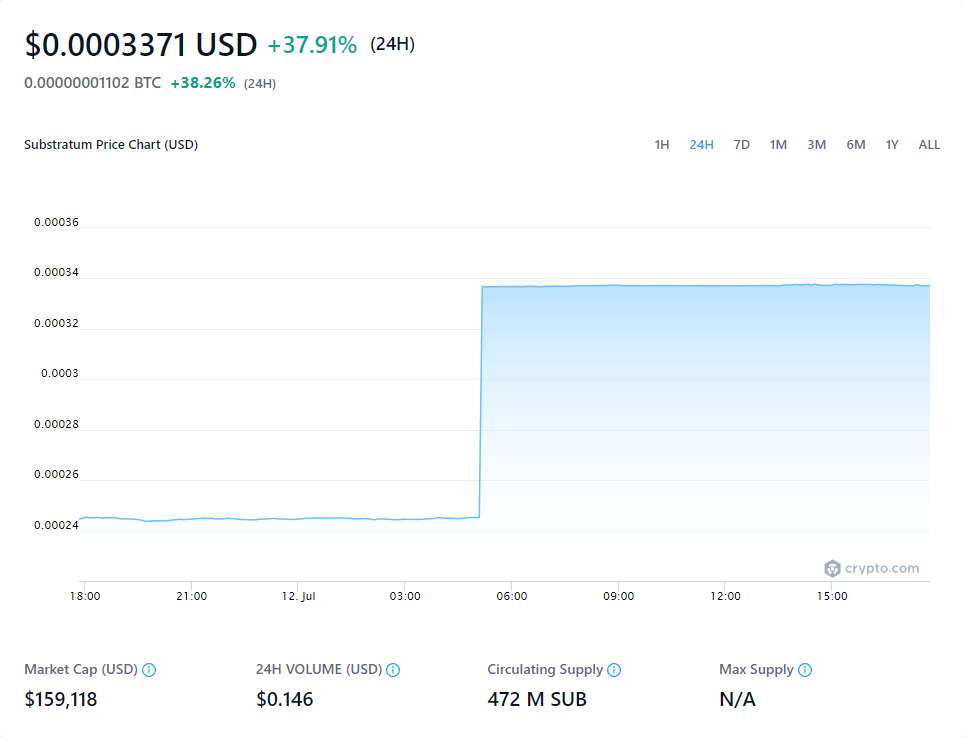 $0.0003371 USD +37.91% (24H)
0.00000001102 BTC +38.26% (24H)
Substratum Price Chart (USD) 1H 24H 7D 1M 3M 6M 1Y ALL
0.00036
0.00034
0.00032
0.0003
0.00028
0.00026
0.00024
crypto.com
18:00 21:00 12. Jul 03:00 06:00 09:00 12:00 15:00
Market Cap (USD) 24H VOLUME (USD) Circulating Supply Max Supply
$159,118 $0.146 472 M SUB N/A